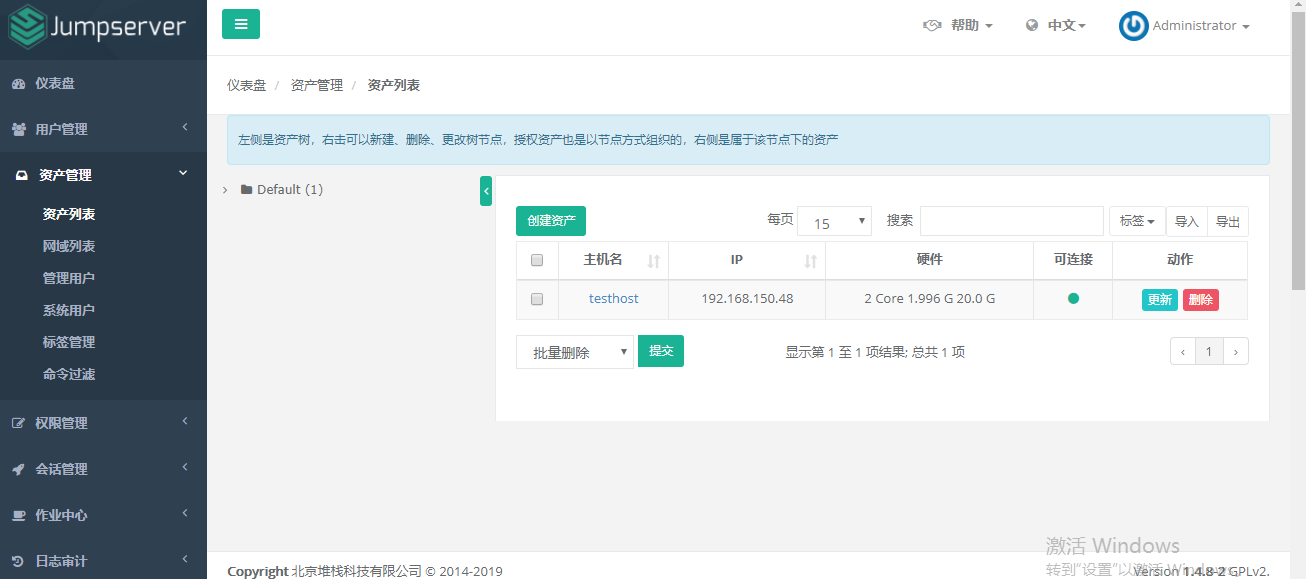 Jumpserver
帮助
中文
Administrator
仪表盘
用户管理
资产管理
资产列表
网域列表
管理用户
系统用户
标签管理
命令过滤
权限管理
会话管理
作业中心
日志审计
仪表盘 / 资产管理 / 资产列表
左侧是资产树，右击可以新建、删除、更改树节点，授权资产也是以节点方式组织的，右侧是属于该节点下的资产
Default (1)
创建资产 每页 15 搜索 标签 导入 导出
主机名 IP 硬件 可连接 动作
testhost 192.168.150.48 2 Core 1.996 G 20.0 G 更新 删除
批量删除 提交 显示第 1 至 1 项结果; 总共 1 项 ‹ 1 ›
激活 Windows
转到"设置"以激活 Windows。
Copyright 北京堆栈科技有限公司 © 2014-2019
Version 1.4.8-2 GPLv2.